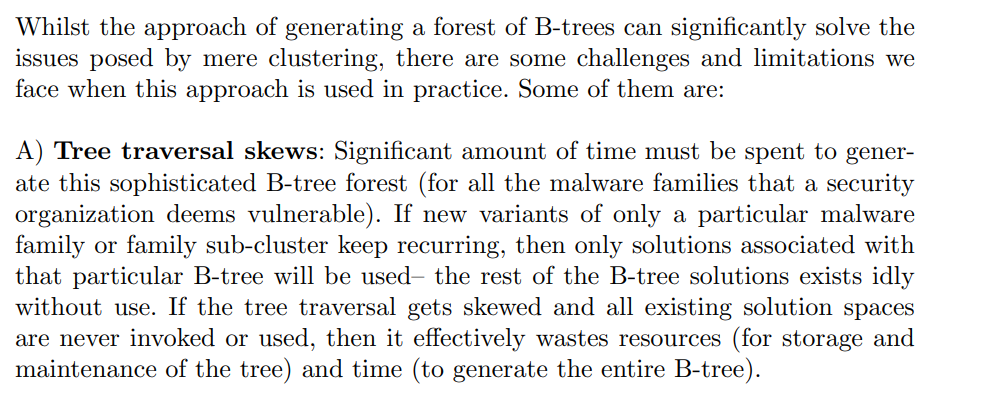 Whilst the approach of generating a forest of B-trees can significantly solve the
issues posed by mere clustering, there are some challenges and limitations we
face when this approach is used in practice. Some of them are:
A) Tree traversal skews: Significant amount of time must be spent to gener-
ate this sophisticated B-tree forest (for all the malware families that a security
organization deems vulnerable). If new variants of only a particular malware
family or family sub-cluster keep recurring, then only solutions associated with
that particular B-tree will be used– the rest of the B-tree solutions exists idly
without use. If the tree traversal gets skewed and all existing solution spaces
are never invoked or used, then it effectively wastes resources (for storage and
maintenance of the tree) and time (to generate the entire B-tree).